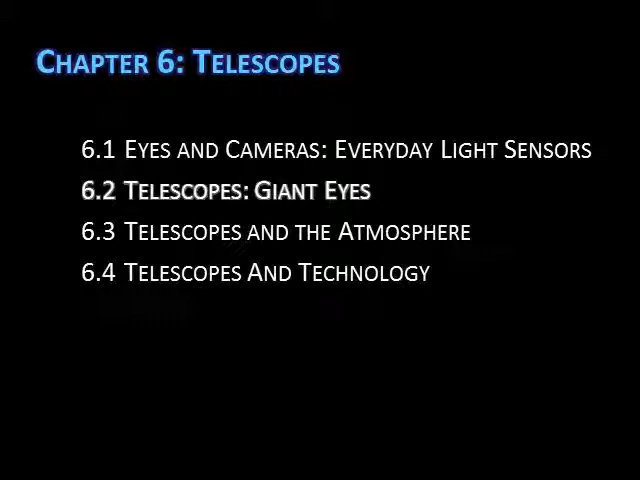 CHAPTER 6: TELESCOPES
6.1 EYES AND CAMERAS: EVERYDAY LIGHT SENSORS
6.2 TELESCOPES: GIANT EYES
6.3 TELESCOPES AND THE ATMOSPHERE
6.4 TELESCOPES AND TECHNOLOGY